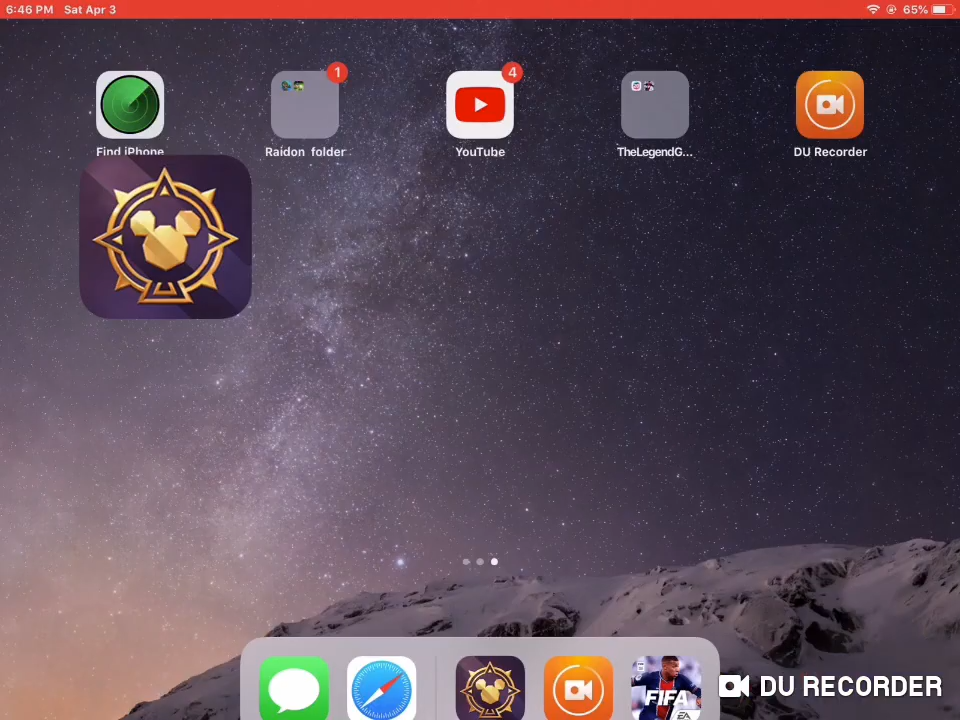 6:46 PM Sat Apr 3 65%
1
4
Find iPhone Raidon folder YouTube TheLegendG... DU Recorder
FIFA
EA
DU RECORDER